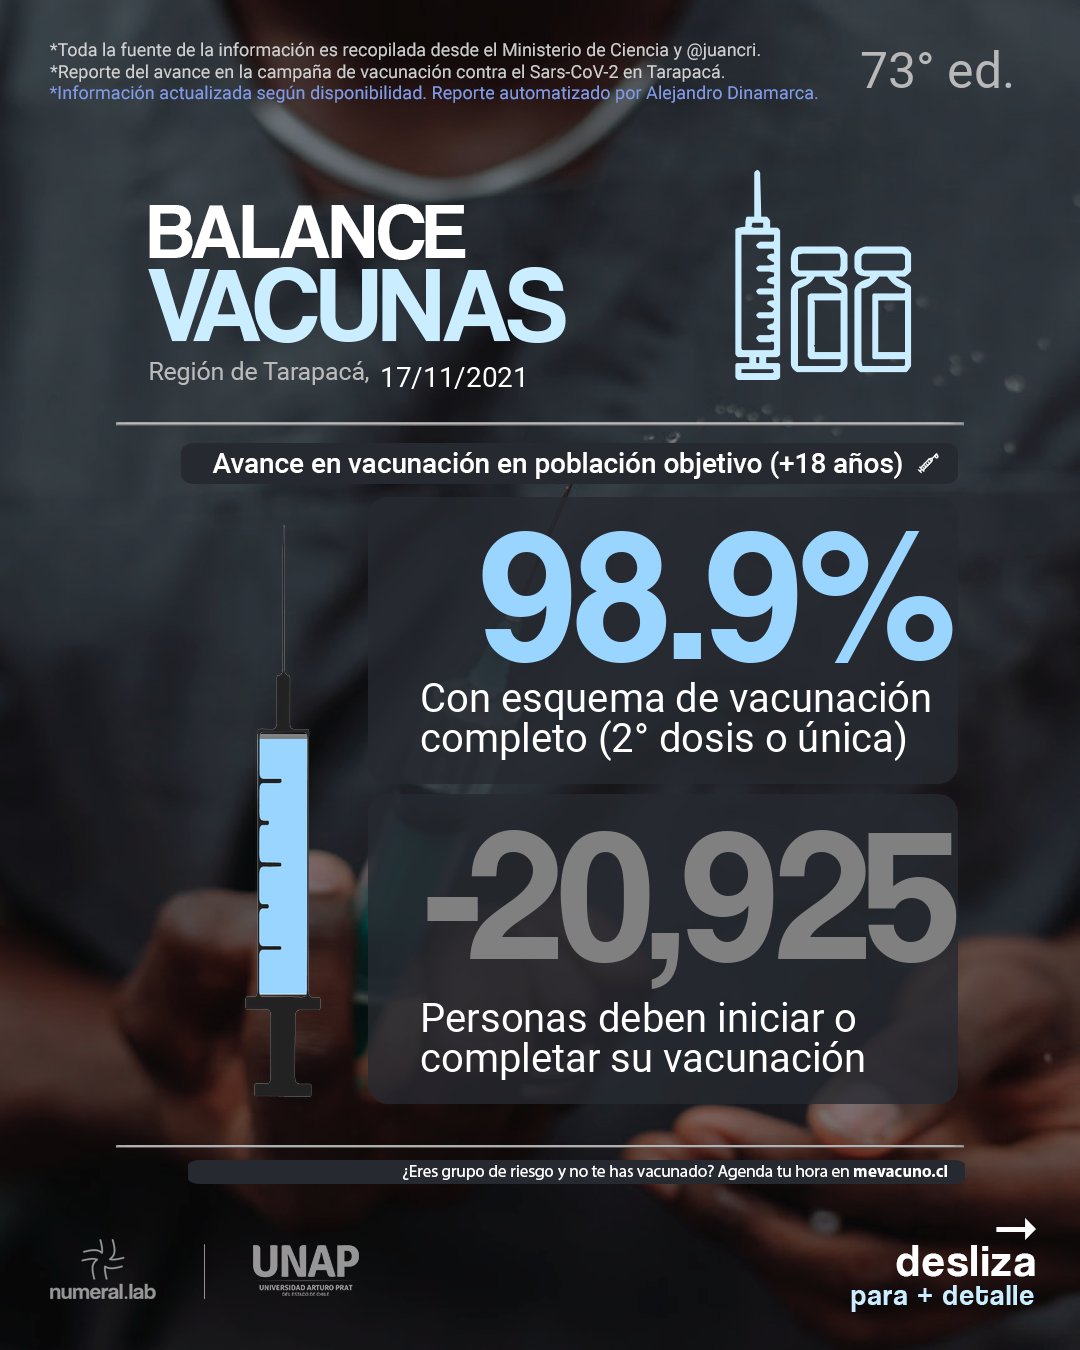 *Toda la fuente de la información es recopilada desde el Ministerio de Ciencia y @juancri.
*Reporte del avance en la campaña de vacunación contra el Sars-CoV-2 en Tarapacá.
*Información actualizada según disponibilidad. Reporte automatizado por Alejandro Dinamarca.
73° ed.
BALANCE
VACUNAS
Región de Tarapacá, 17/11/2021
Avance en vacunación en población objetivo (+18 años)
98.9%
Con esquema de vacunación
completo (2° dosis o única)
-20,925
Personas deben iniciar o
completar su vacunación
¿Eres grupo de riesgo y no te has vacunado? Agenda tu hora en mevacuno.cl
numeral.lab
UNAP
UNIVERSIDAD ARTURO PRAT
DEL ESTADO DE CHILE
desliza
para + detalle